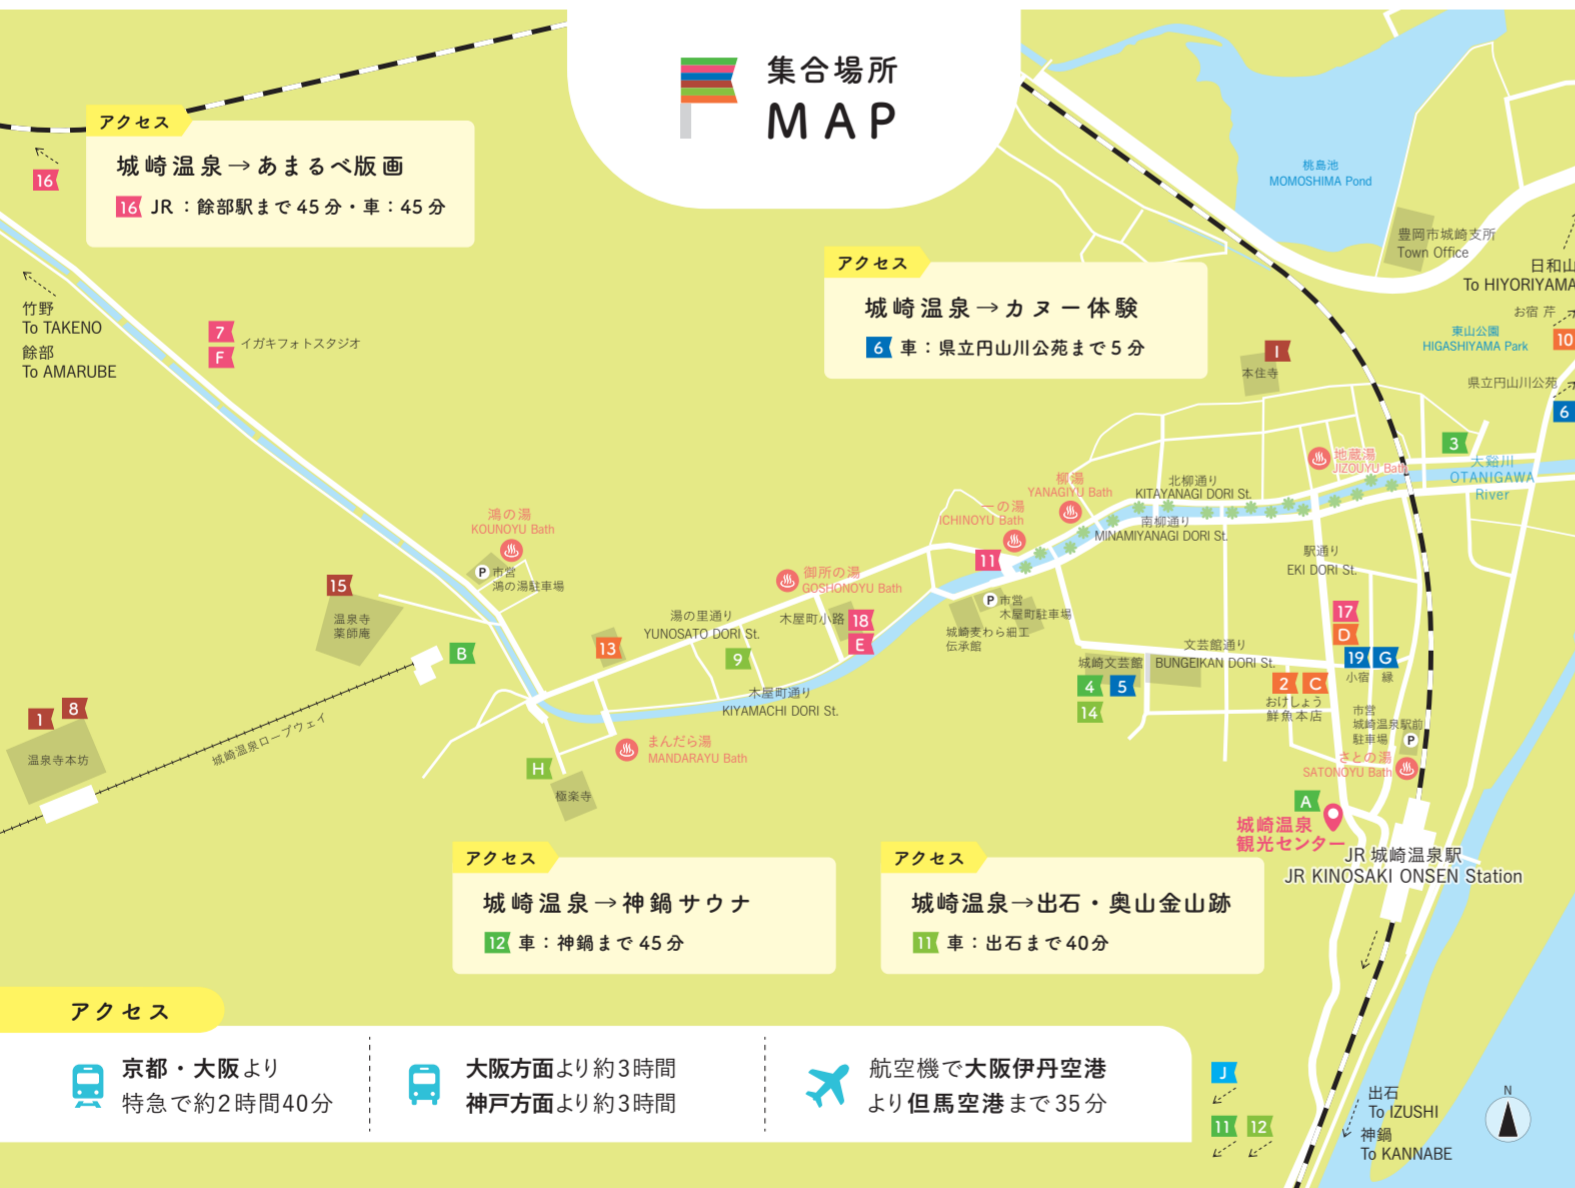 集合場所
MAP
アクセス
城崎温泉→あまるべ版画
16 JR：餘部駅まで45分・車：45分
16
竹野
To TAKENO
餘部
To AMARUBE
7
F
イガキフォトスタジオ
アクセス
城崎温泉→カヌー体験
6 車：県立円山川公苑まで5分
桃島池
MOMOSHIMA Pond
豊岡市城崎支所
Town Office
日和山
To HIYORIYAMA
お宿 芹
10
東山公園
HIGASHIYAMA Park
県立円山川公苑
6
I
本住寺
3
大谿川
OTANIGAWA
River
地蔵湯
JIZOUYU Bath
柳湯
YANAGIYU Bath
北柳通り
KITAYANAGI DORI St.
一の湯
ICHINOYU Bath
南柳通り
MINAMIYANAGI DORI St.
11
駅通り
EKI DORI St.
鴻の湯
KOUNOYU Bath
P 市営
鴻の湯駐車場
15
温泉寺
薬師庵
B
御所の湯
GOSHONOYU Bath
湯の里通り
YUNOSATO DORI St.
木屋町小路
18
E
13
9
P 市営
木屋町駐車場
城崎麦わら細工
伝承館
17
D
19 G
小宿 縁
文芸館通り
BUNGEIKAN DORI St.
城崎文芸館
4 5
14
2 C
おけしょう
鮮魚本店
木屋町通り
KIYAMACHI DORI St.
市営
城崎温泉駅前
駐車場 P
1 8
温泉寺本坊
城崎温泉ロープウェイ
まんだら湯
MANDARAYU Bath
H
極楽寺
さとの湯
SATONOYU Bath
A
城崎温泉
観光センター
JR 城崎温泉駅
JR KINOSAKI ONSEN Station
アクセス
城崎温泉→神鍋サウナ
12 車：神鍋まで45分
アクセス
城崎温泉→出石・奥山金山跡
11 車：出石まで40分
アクセス
京都・大阪より
特急で約2時間40分
大阪方面より約3時間
神戸方面より約3時間
航空機で大阪伊丹空港
より但馬空港まで35分
J
11 12
出石
To IZUSHI
神鍋
To KANNABE
N